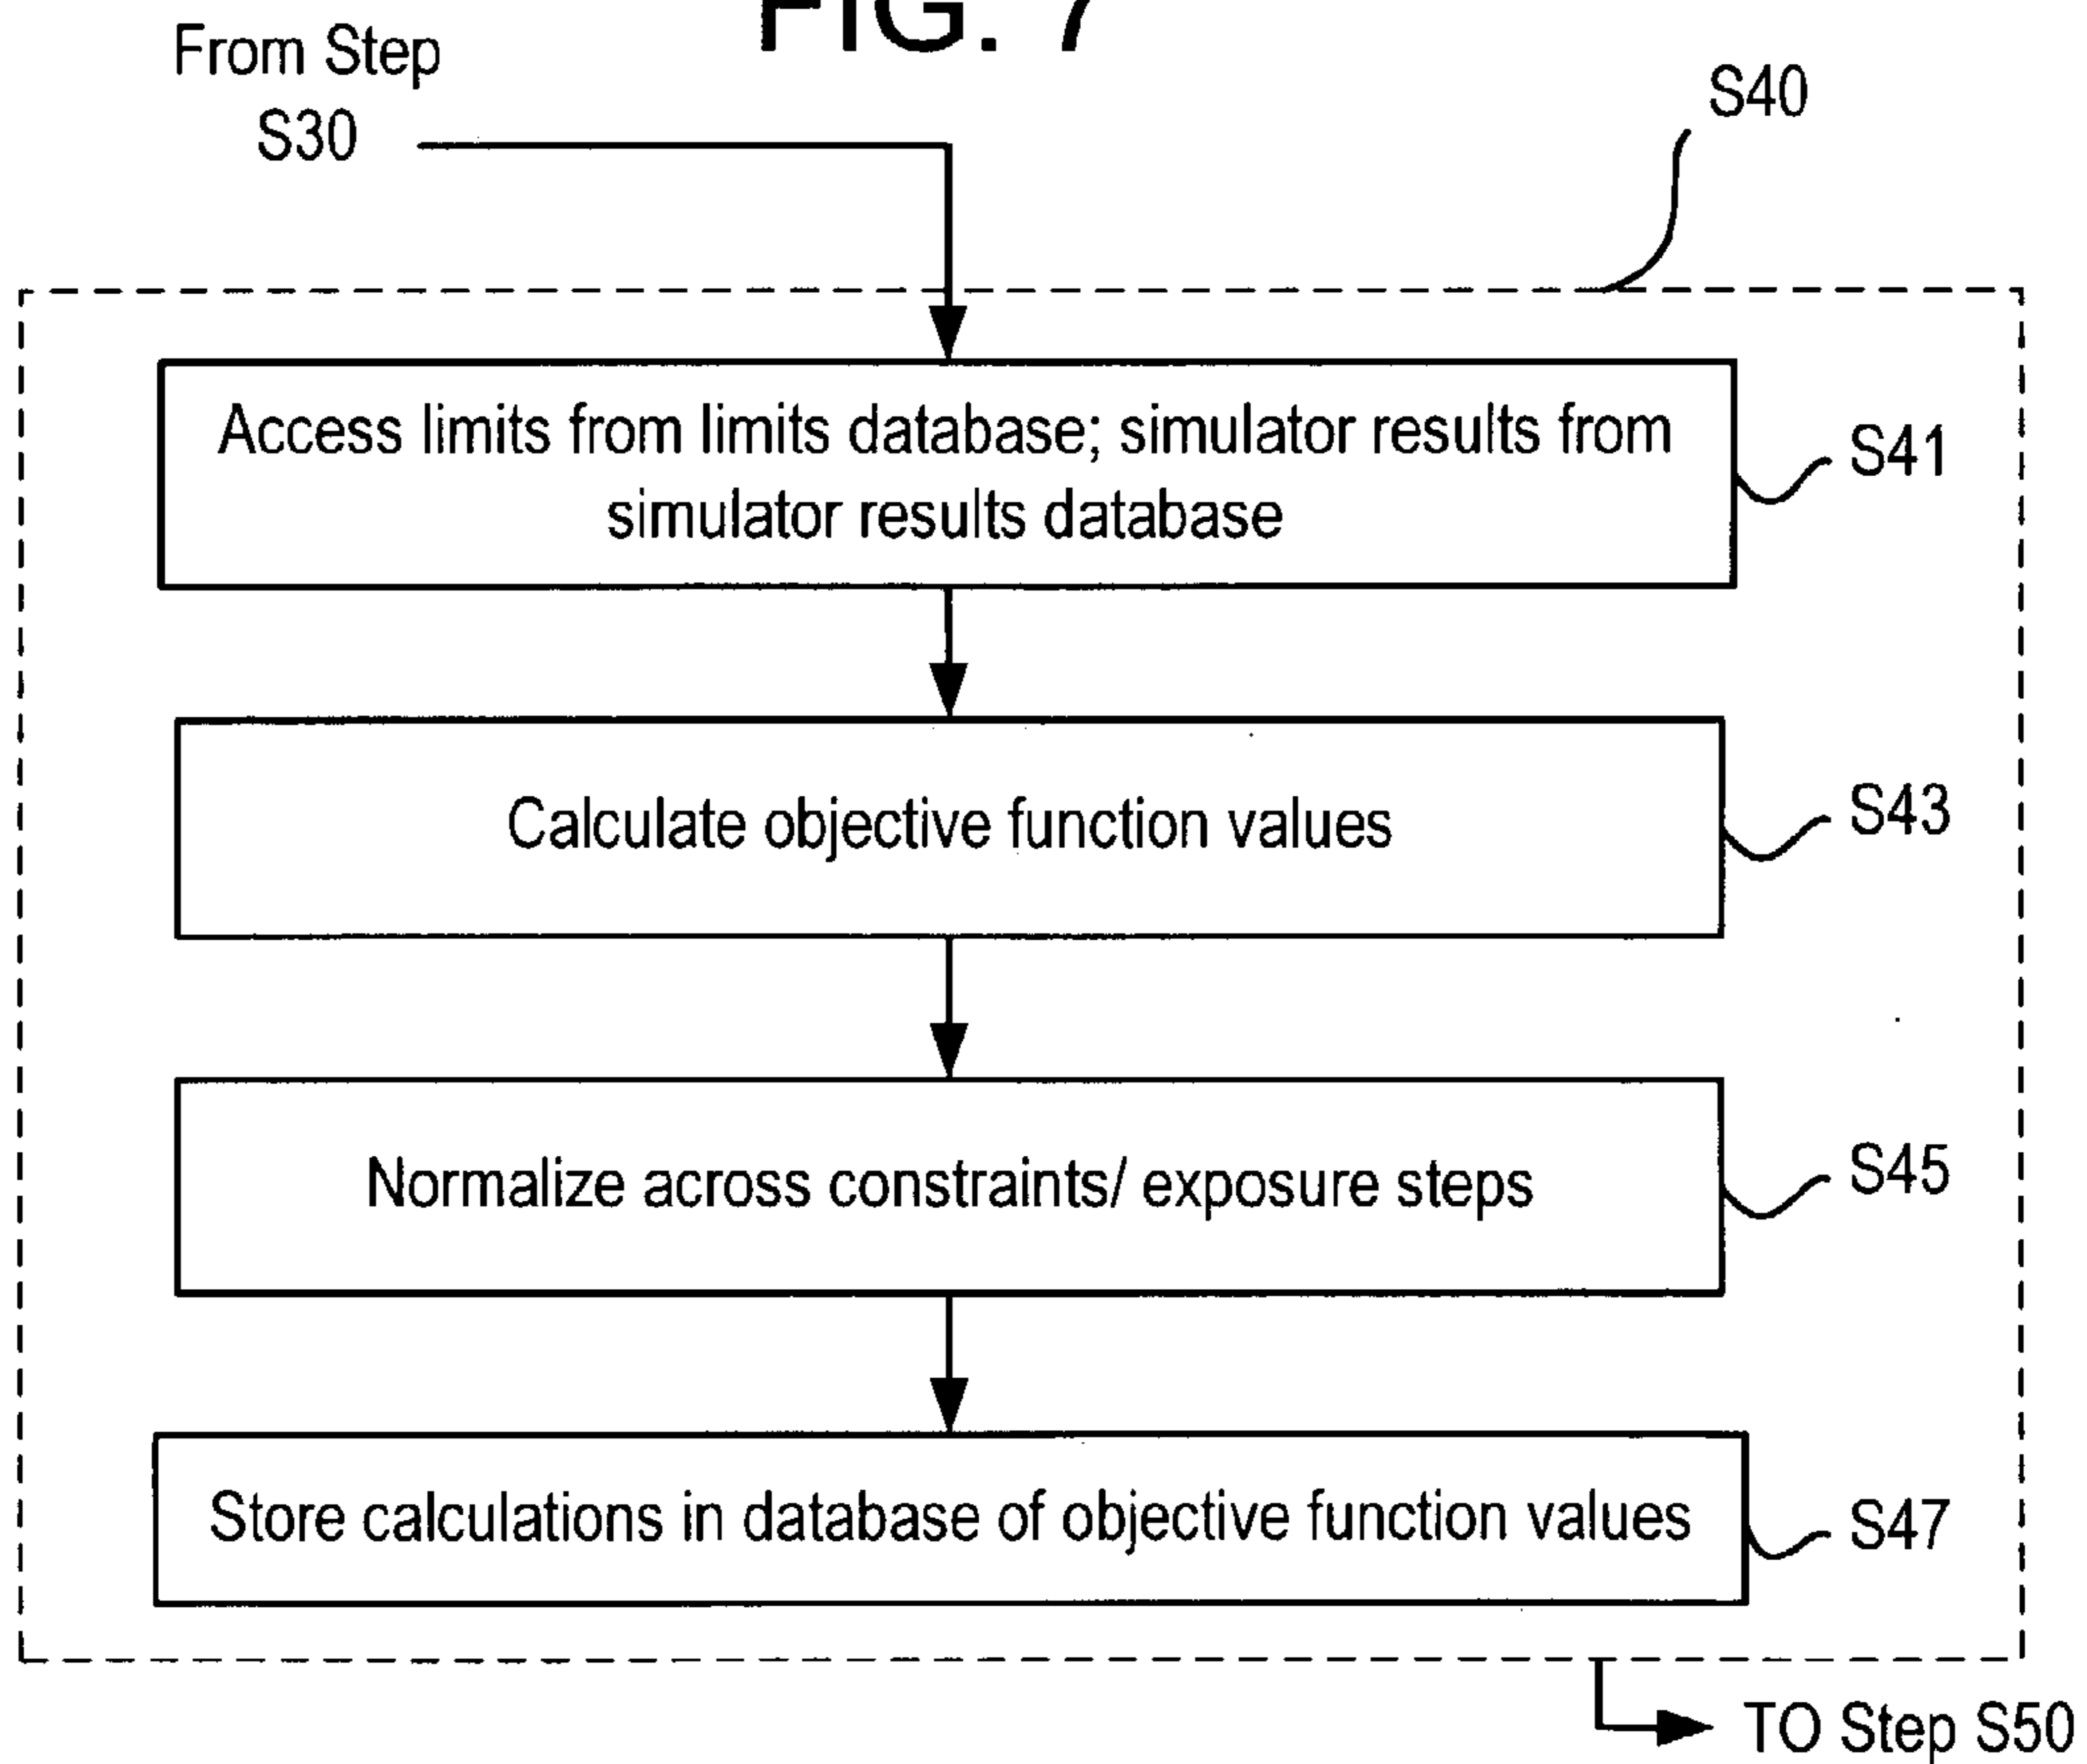 FIG. 7
From Step
S30
S40
Access limits from limits database; simulator results from
simulator results database
S41
Calculate objective function values
S43
Normalize across constraints/ exposure steps
S45
Store calculations in database of objective function values
S47
TO Step S50